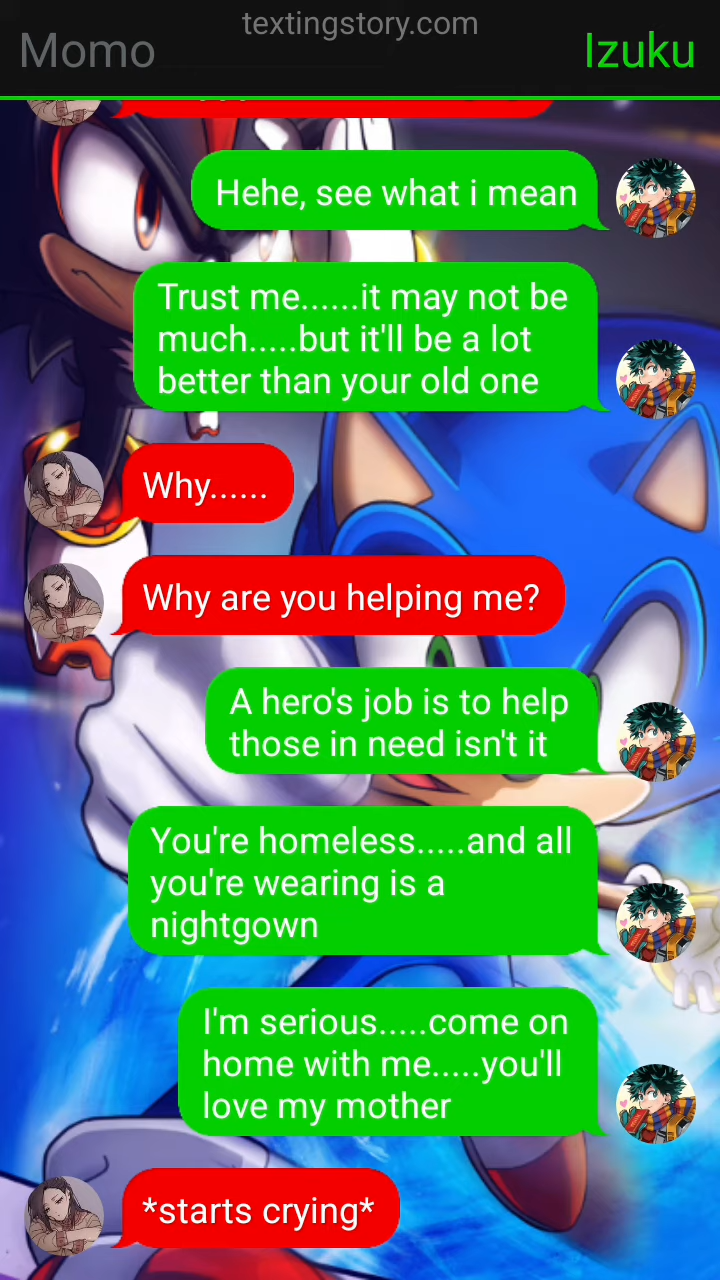 textingstory.com
Momo
Izuku
Hehe, see what i mean
Trust me......it may not be
much.....but it'll be a lot
better than your old one
Why......
Why are you helping me?
A hero's job is to help
those in need isn't it
You're homeless.....and all
you're wearing is a
nightgown
I'm serious.....come on
home with me.....you'll
love my mother
*starts crying*